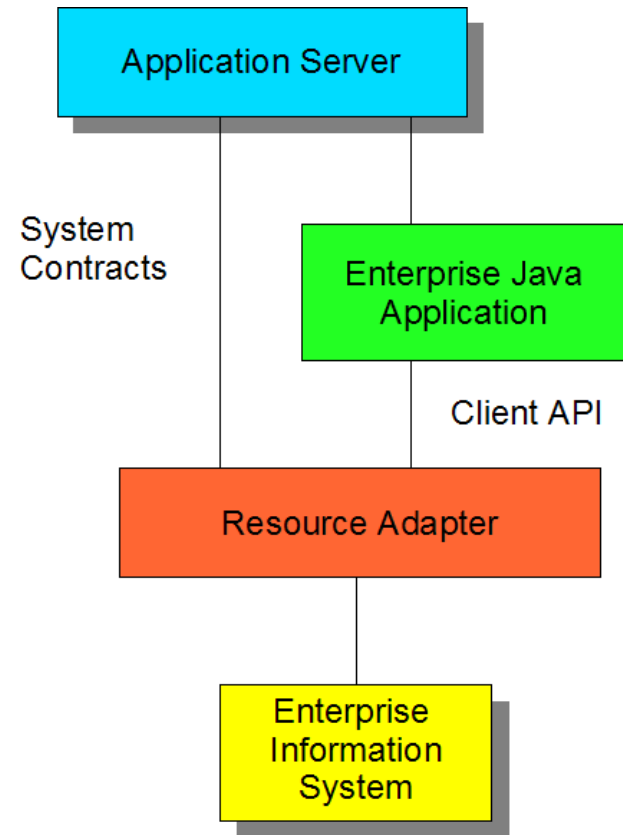 Application Server
System
Contracts
Enterprise Java
Application
Client API
Resource Adapter
Enterprise
Information
System